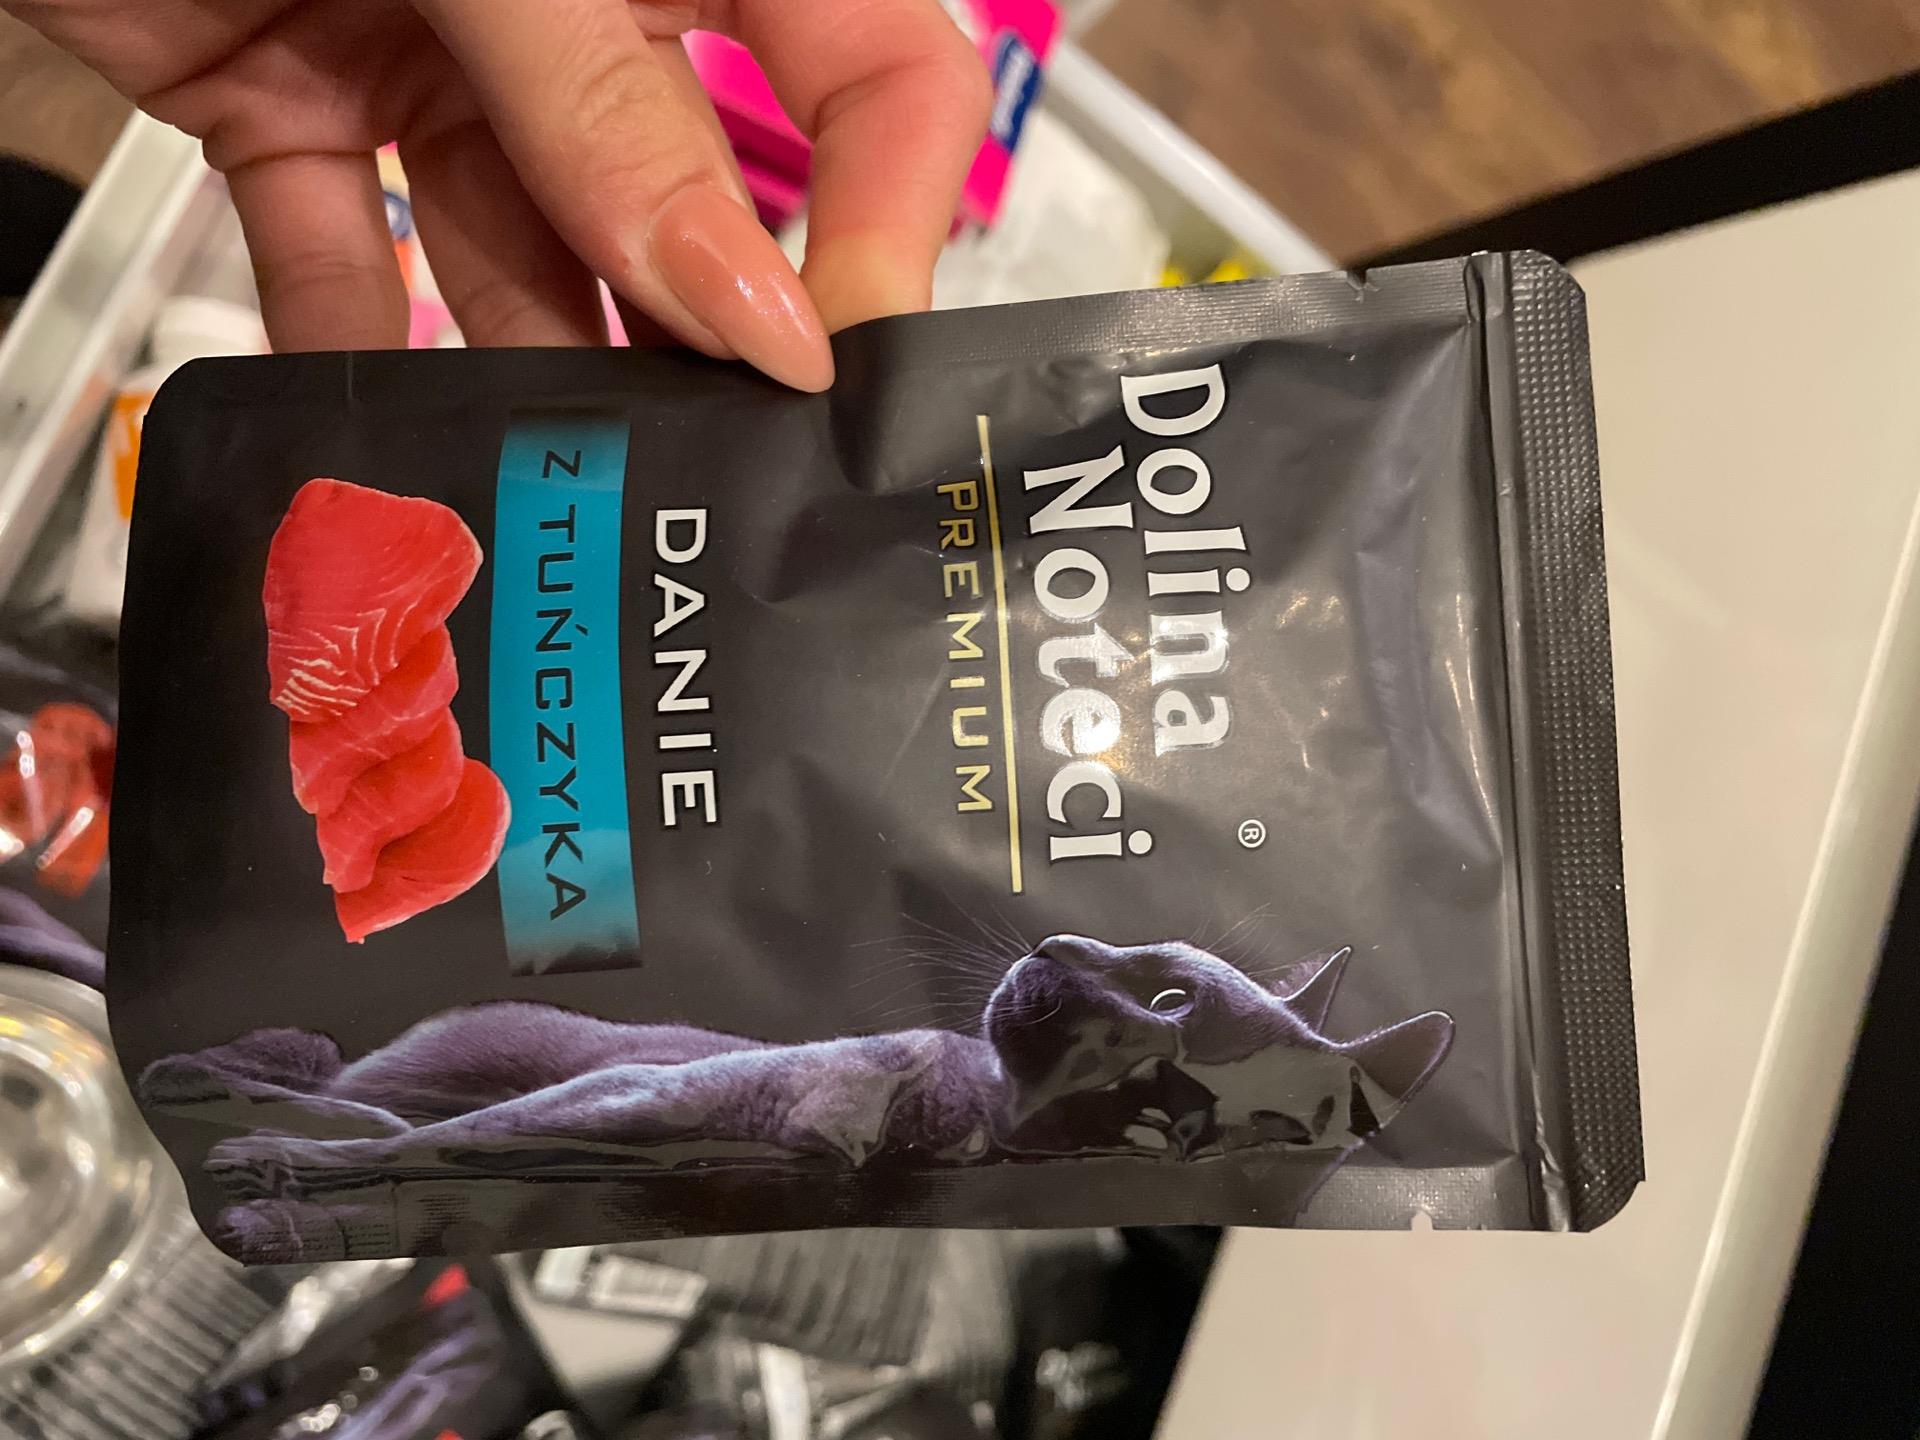 Dolina
Noteci
®
PREMIUM
DANIE
Z TUŃCZYKA